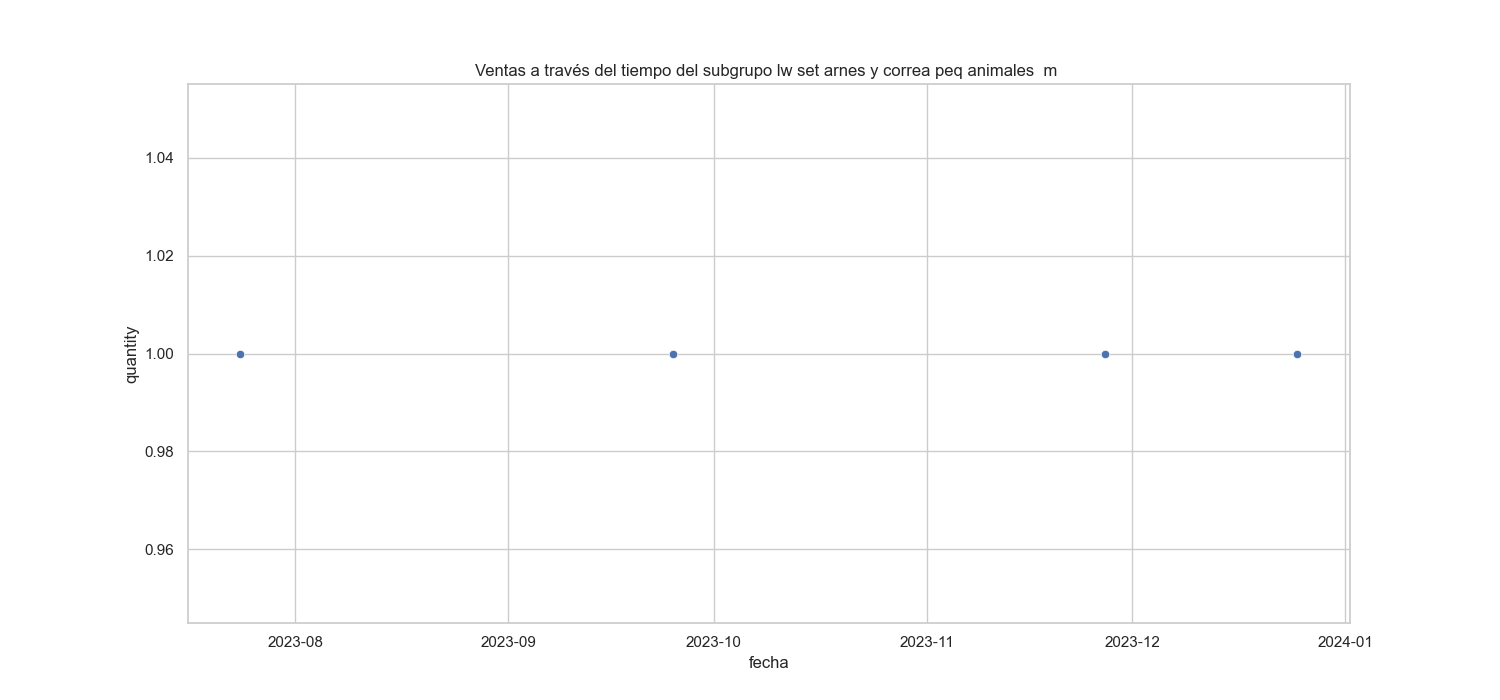 Ventas a través del tiempo del subgrupo lw set arnes y correa peq animales  m
1.04
1.02
1.00
0.98
0.96
quantity
2023-08 2023-09 2023-10 2023-11 2023-12 2024-01
fecha